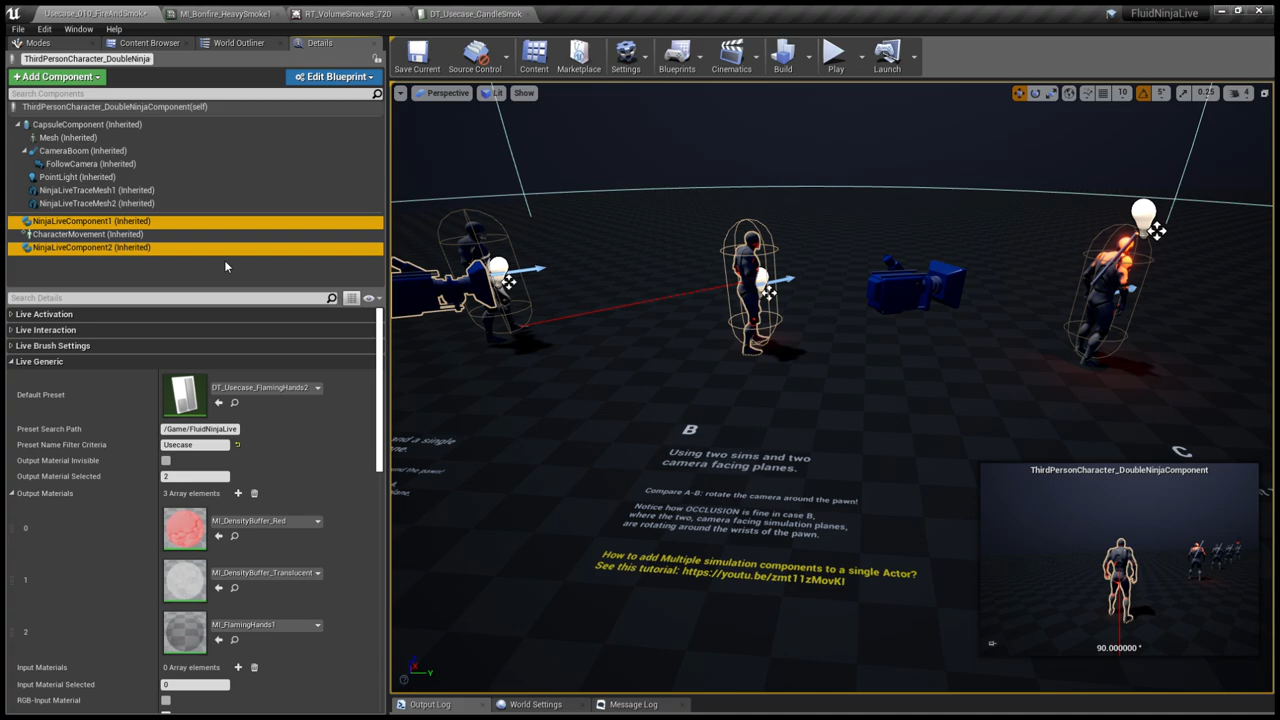 Usecase_D10_FireAndSmoke*
MI_Bonfire_HeavySmoke1
RT_VolumeSmoke8_720
DT_Usecase_CandleSmok
FluidNinjaLive
File Edit Window Help
Modes
Content Browser
World Outliner
Details
ThirdPersonCharacter_DoubleNinja
Add Component
Edit Blueprint
Search Components
ThirdPersonCharacter_DoubleNinjaComponent(self)
CapsuleComponent (Inherited)
Mesh (Inherited)
CameraBoom (Inherited)
FollowCamera (Inherited)
PointLight (Inherited)
NinjaLiveTraceMesh1 (Inherited)
NinjaLiveTraceMesh2 (Inherited)
NinjaLiveComponent1 (Inherited)
CharacterMovement (Inherited)
NinjaLiveComponent2 (Inherited)
Search Details
Live Activation
Live Interaction
Live Brush Settings
Live Generic
Default Preset
DT_Usecase_FlamingHands2
Preset Search Path
/Game/FluidNinjaLive
Preset Name Filter Criteria
Usecase
Output Material Invisible
Output Material Selected
2
Output Materials
3 Array elements
0
MI_DensityBuffer_Red
1
MI_DensityBuffer_Translucent
2
MI_FlamingHands1
Input Materials
0 Array elements
Input Material Selected
0
RGB-Input Material
Save Current
Source Control
Content
Marketplace
Settings
Blueprints
Cinematics
Build
Play
Launch
Perspective
Lit
Show
10
5°
0.25
4
B
Using two sims and two
camera facing planes.
Compare A-B: rotate the camera around the pawn!
Notice how OCCLUSION is fine in case B,
where the two, camera facing simulation planes,
are rotating around the wrists of the pawn.
How to add Multiple simulation components to a single Actor?
See this tutorial: https://youtu.be/zmt11zMovKI
and a single
C
ThirdPersonCharacter_DoubleNinjaComponent
90.000000 °
X
Y
Output Log
World Settings
Message Log